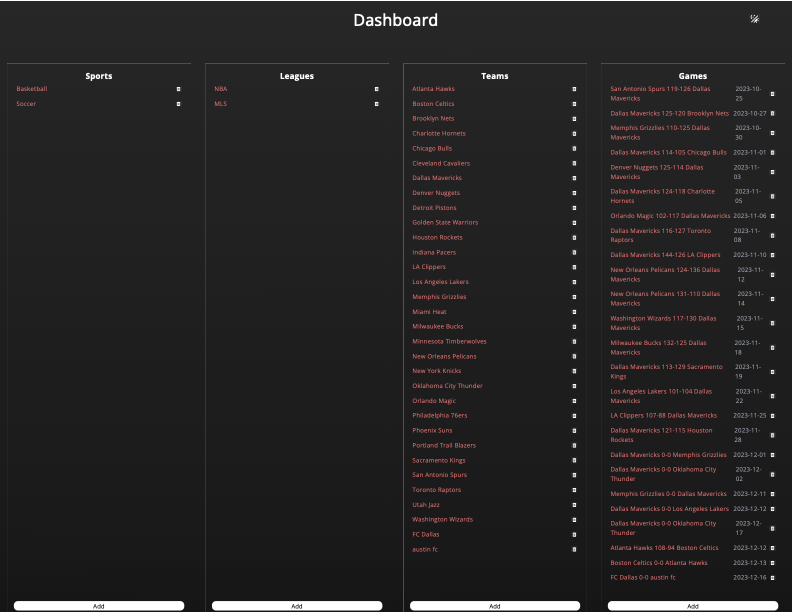 Dashboard
Sports
Basketball
Soccer
Add
Leagues
NBA
MLS
Add
Teams
Atlanta Hawks
Boston Celtics
Brooklyn Nets
Charlotte Hornets
Chicago Bulls
Cleveland Cavaliers
Dallas Mavericks
Denver Nuggets
Detroit Pistons
Golden State Warriors
Houston Rockets
Indiana Pacers
LA Clippers
Los Angeles Lakers
Memphis Grizzlies
Miami Heat
Milwaukee Bucks
Minnesota Timberwolves
New Orleans Pelicans
New York Knicks
Oklahoma City Thunder
Orlando Magic
Philadelphia 76ers
Phoenix Suns
Portland Trail Blazers
Sacramento Kings
San Antonio Spurs
Toronto Raptors
Utah Jazz
Washington Wizards
FC Dallas
austin fc
Add
Games
San Antonio Spurs 119-126 Dallas 2023-10-
Mavericks 25
Dallas Mavericks 125-120 Brooklyn Nets 2023-10-27
Memphis Grizzlies 110-125 Dallas 2023-10-
Mavericks 30
Dallas Mavericks 114-105 Chicago Bulls 2023-11-01
Denver Nuggets 125-114 Dallas 2023-11-
Mavericks 03
Dallas Mavericks 124-118 Charlotte 2023-11-
Hornets 05
Orlando Magic 102-117 Dallas Mavericks 2023-11-06
Dallas Mavericks 116-127 Toronto 2023-11-
Raptors 08
Dallas Mavericks 144-126 LA Clippers 2023-11-10
New Orleans Pelicans 124-136 Dallas 2023-11-
Mavericks 12
New Orleans Pelicans 131-110 Dallas 2023-11-
Mavericks 14
Washington Wizards 117-130 Dallas 2023-11-
Mavericks 15
Milwaukee Bucks 132-125 Dallas 2023-11-
Mavericks 18
Dallas Mavericks 113-129 Sacramento 2023-11-
Kings 19
Los Angeles Lakers 101-104 Dallas 2023-11-
Mavericks 22
LA Clippers 107-88 Dallas Mavericks 2023-11-25
Dallas Mavericks 121-115 Houston 2023-11-
Rockets 28
Dallas Mavericks 0-0 Memphis Grizzlies 2023-12-01
Dallas Mavericks 0-0 Oklahoma City 2023-12-
Thunder 02
Memphis Grizzlies 0-0 Dallas Mavericks 2023-12-11
Dallas Mavericks 0-0 Los Angeles Lakers 2023-12-12
Dallas Mavericks 0-0 Oklahoma City 2023-12-
Thunder 17
Atlanta Hawks 108-94 Boston Celtics 2023-12-12
Boston Celtics 0-0 Atlanta Hawks 2023-12-13
FC Dallas 0-0 austin fc 2023-12-16
Add